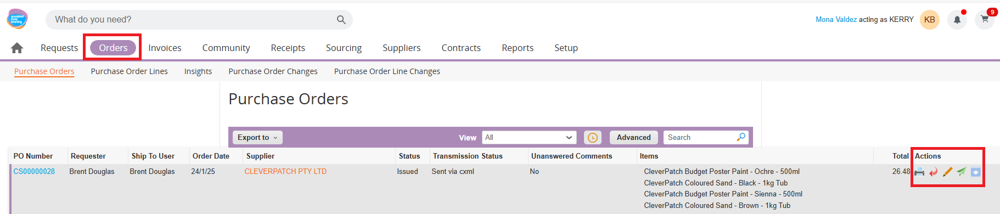 goodstart
early
learning
What do you need?
Mona Valdez acting as KERRY
KB
9
Requests Orders Invoices Community Receipts Sourcing Suppliers Contracts Reports Setup
Purchase Orders Purchase Order Lines Insights Purchase Order Changes Purchase Order Line Changes
Purchase Orders
Export to View All Advanced Search
PO Number Requester Ship To User Order Date Supplier Status Transmission Status Unanswered Comments Items Total Actions
CS00000028 Brent Douglas Brent Douglas 24/1/25 CLEVERPATCH PTY LTD Issued Sent via cxml No CleverPatch Budget Poster Paint - Ochre - 500ml 26.48
CleverPatch Coloured Sand - Black - 1kg Tub
CleverPatch Budget Poster Paint - Sienna - 500ml
CleverPatch Coloured Sand - Brown - 1kg Tub